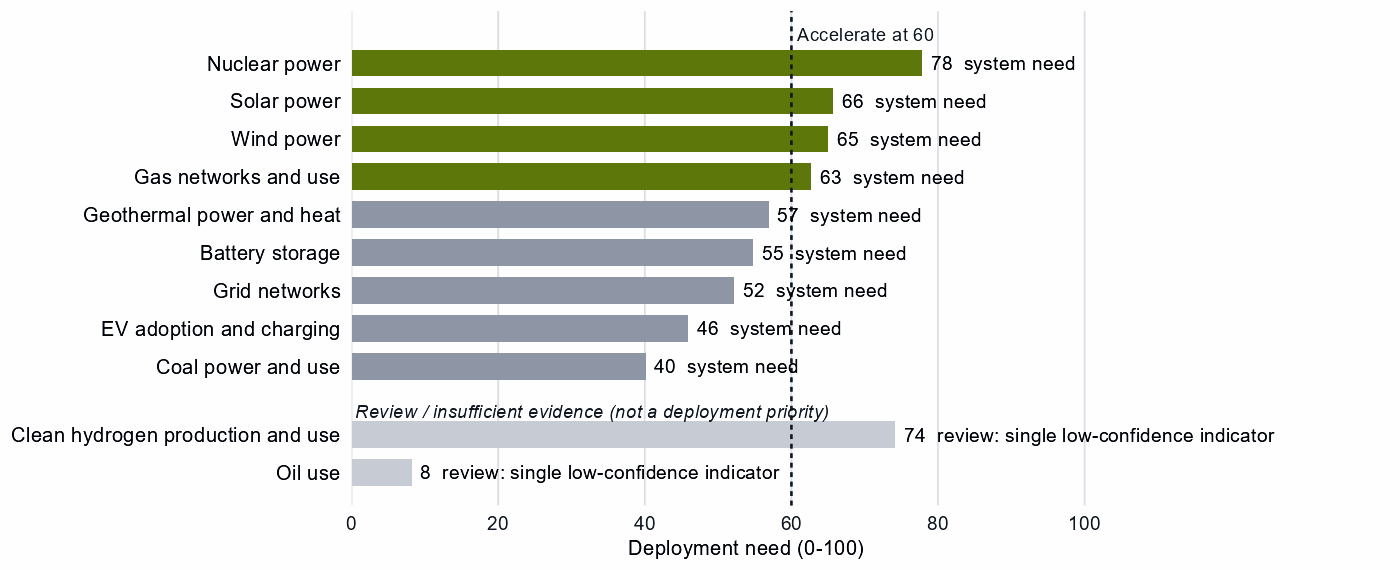 Accelerate at 60
Nuclear power 78 system need
Solar power 66 system need
Wind power 65 system need
Gas networks and use 63 system need
Geothermal power and heat 57 system need
Battery storage 55 system need
Grid networks 52 system need
EV adoption and charging 46 system need
Coal power and use 40 system need
Review / insufficient evidence (not a deployment priority)
Clean hydrogen production and use 74 review: single low-confidence indicator
Oil use 8 review: single low-confidence indicator
0 20 40 60 80 100
Deployment need (0-100)